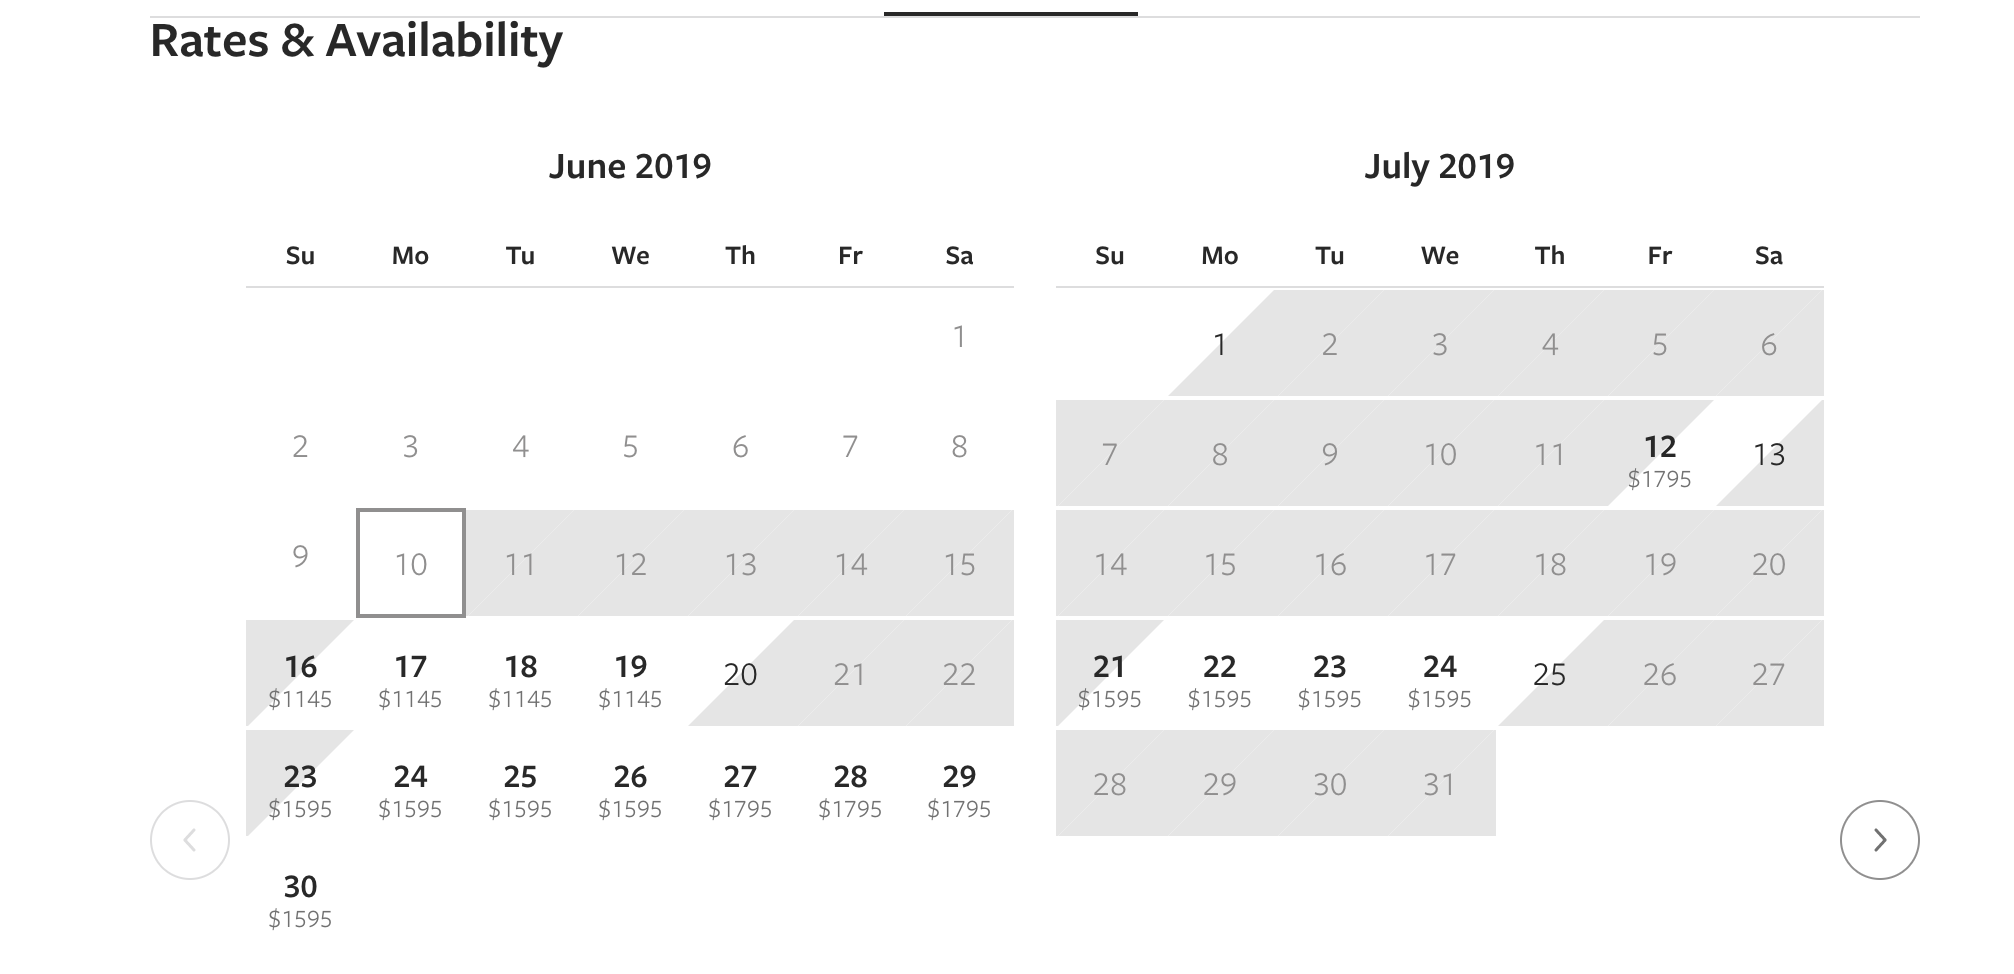 Rates & Availability
June 2019
Su Mo Tu We Th Fr Sa
1
2 3 4 5 6 7 8
9 10 11 12 13 14 15
16 17 18 19 20 21 22
$1145 $1145 $1145 $1145
23 24 25 26 27 28 29
$1595 $1595 $1595 $1595 $1795 $1795 $1795
30
$1595
July 2019
Su Mo Tu We Th Fr Sa
1 2 3 4 5 6
7 8 9 10 11 12 13
$1795
14 15 16 17 18 19 20
21 22 23 24 25 26 27
$1595 $1595 $1595 $1595
28 29 30 31